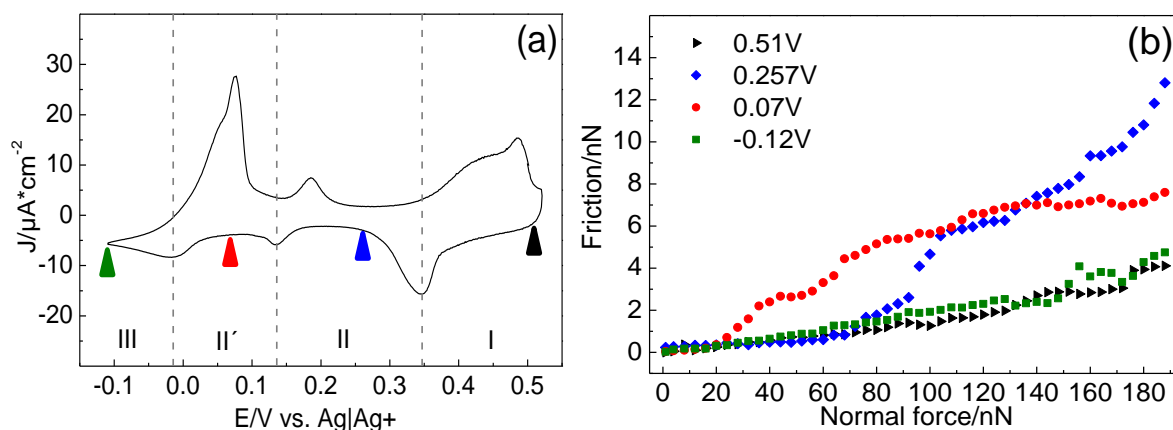 (a)
30
20
10
0
-10
-20
J/μA*cm⁻²
III
II´
II
I
-0.1
0.0
0.1
0.2
0.3
0.4
0.5
E/V vs. Ag|Ag+
(b)
0.51V
0.257V
0.07V
-0.12V
14
12
10
8
6
4
2
0
Friction/nN
0
20
40
60
80
100
120
140
160
180
Normal force/nN